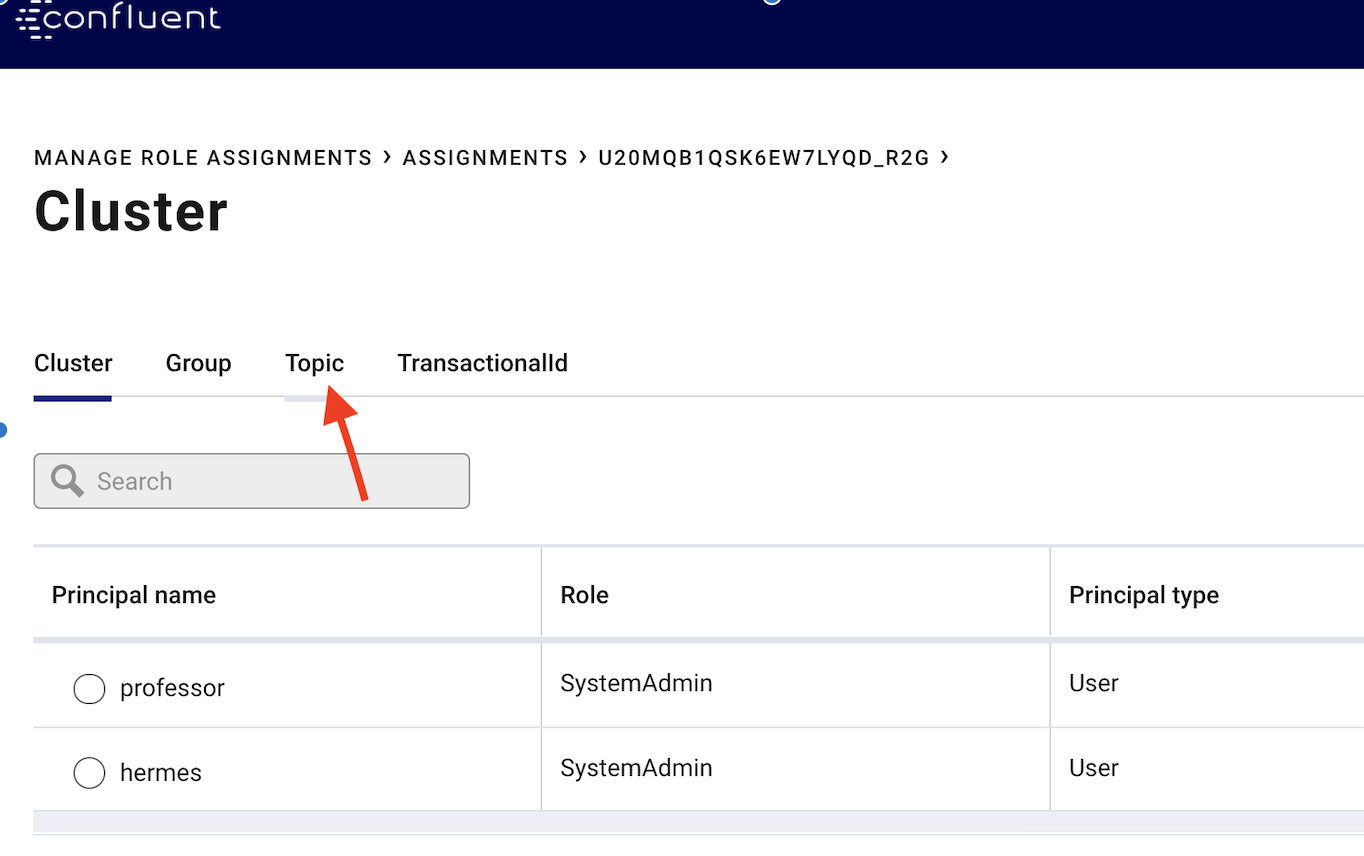 confluent
MANAGE ROLE ASSIGNMENTS › ASSIGNMENTS › U20MQB1QSK6EW7LYQD_R2G ›
Cluster
Cluster Group Topic TransactionalId
Search
Principal name Role Principal type
professor SystemAdmin User
hermes SystemAdmin User